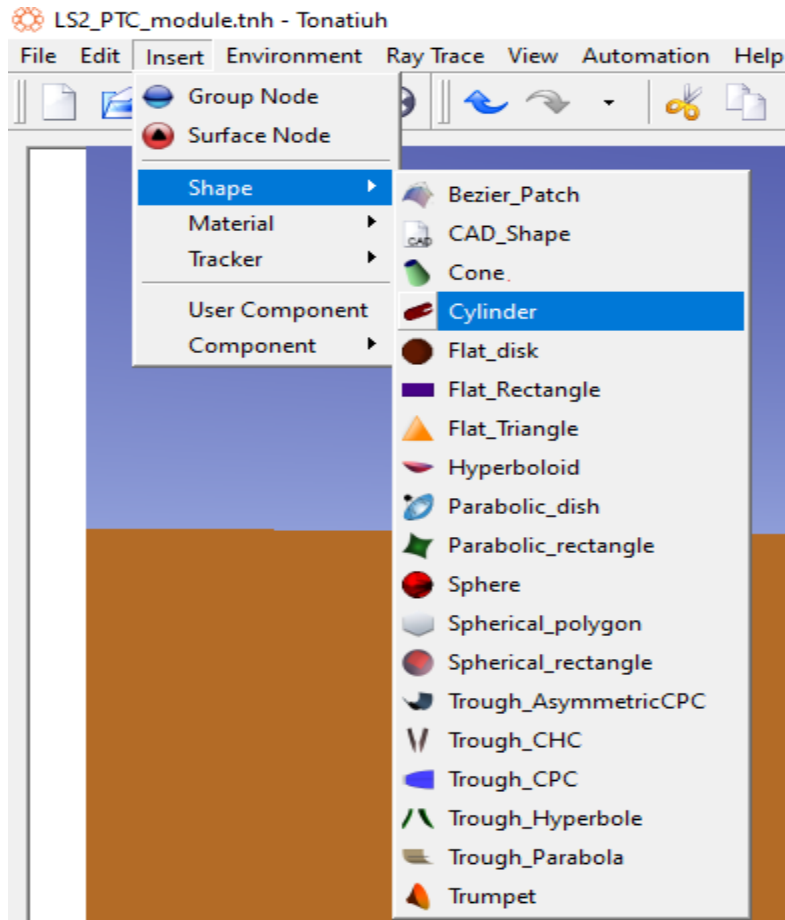 LS2_PTC_module.tnh - Tonatiuh
File Edit Insert Environment Ray Trace View Automation Help
Group Node
Surface Node
Shape
Material
Tracker
User Component
Component
Bezier_Patch
CAD
CAD_Shape
Cone
Cylinder
Flat_disk
Flat_Rectangle
Flat_Triangle
Hyperboloid
Parabolic_dish
Parabolic_rectangle
Sphere
Spherical_polygon
Spherical_rectangle
Trough_AsymmetricCPC
Trough_CHC
Trough_CPC
Trough_Hyperbole
Trough_Parabola
Trumpet